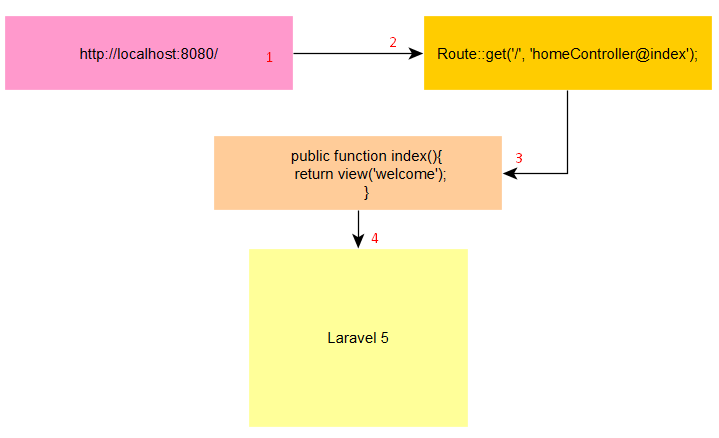 http://localhost:8080/
1
2
Route::get('/', 'homeController@index');
public function index(){
return view('welcome');
}
3
4
Laravel 5